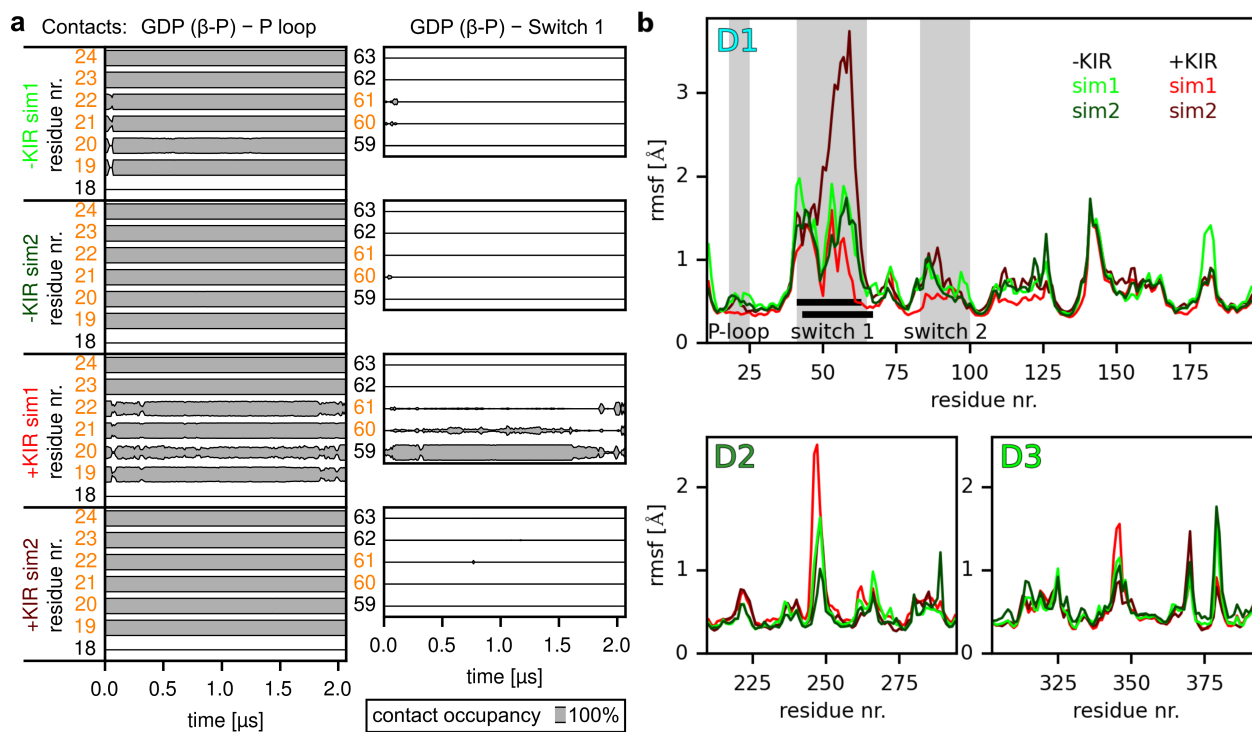 a
Contacts: GDP (β-P) − P loop
GDP (β-P) − Switch 1
-KIR sim1
residue nr.
24
23
22
21
20
19
18
63
62
61
60
59
-KIR sim2
residue nr.
24
23
22
21
20
19
18
63
62
61
60
59
+KIR sim1
residue nr.
24
23
22
21
20
19
18
63
62
61
60
59
+KIR sim2
residue nr.
24
23
22
21
20
19
18
63
62
61
60
59
0.0 0.5 1.0 1.5 2.0
time [µs]
0.0 0.5 1.0 1.5 2.0
time [µs]
contact occupancy 100%
b
D1
-KIR +KIR
sim1 sim1
sim2 sim2
rmsf [Å]
3
2
1
0
P-loop switch 1 switch 2
25 50 75 100 125 150 175
residue nr.
D2
rmsf [Å]
2
1
0
225 250 275
residue nr.
D3
2
1
0
325 350 375
residue nr.